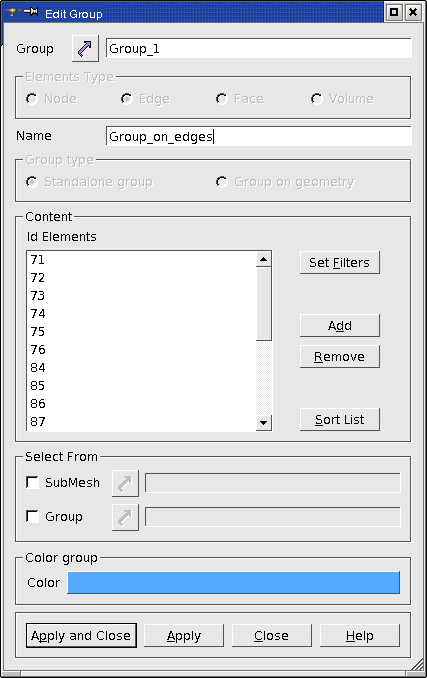 Edit Group
Group Group_1
Elements Type
Node Edge Face Volume
Name Group_on_edges
Group type
Standalone group Group on geometry
Content
Id Elements
71
72
73
74
75
76
84
85
86
87
Set Filters
Add
Remove
Sort List
Select From
SubMesh
Group
Color group
Color
Apply and Close Apply Close Help